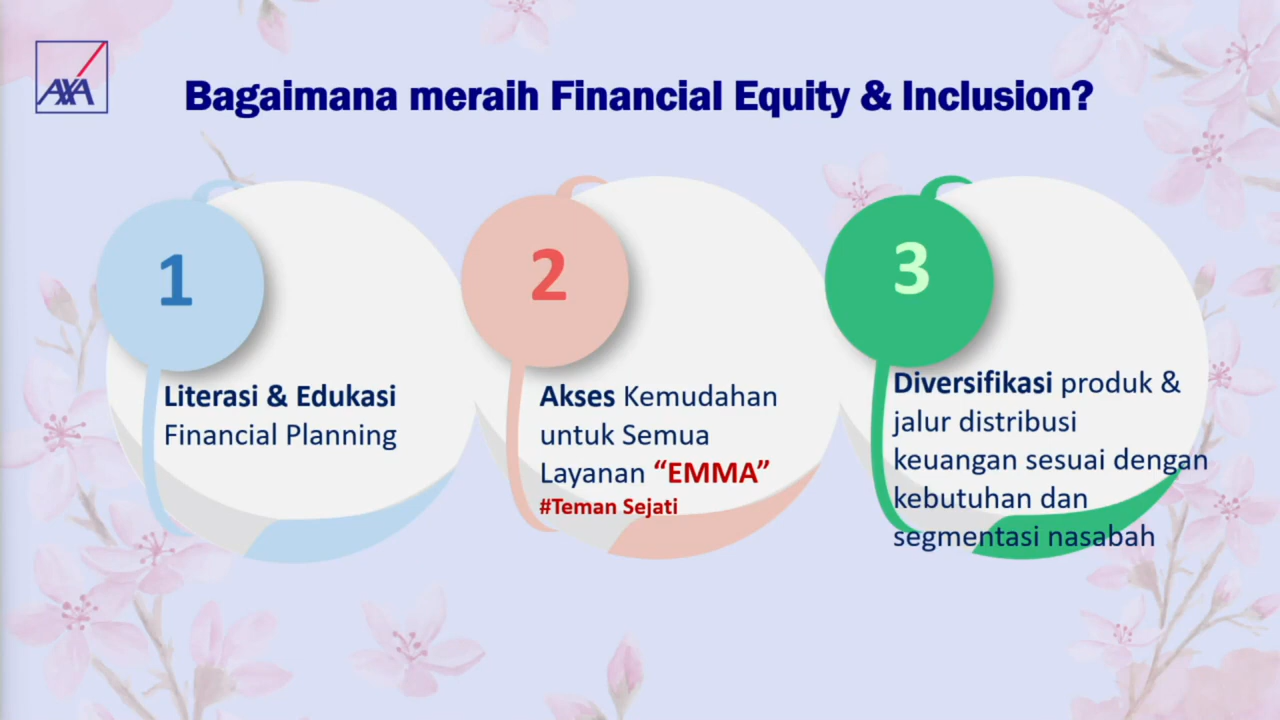 AXA
Bagaimana meraih Financial Equity & Inclusion?
1
Literasi & Edukasi
Financial Planning
2
Akses Kemudahan
untuk Semua
Layanan “EMMA”
#Teman Sejati
3
Diversifikasi produk &
jalur distribusi
keuangan sesuai dengan
kebutuhan dan
segmentasi nasabah